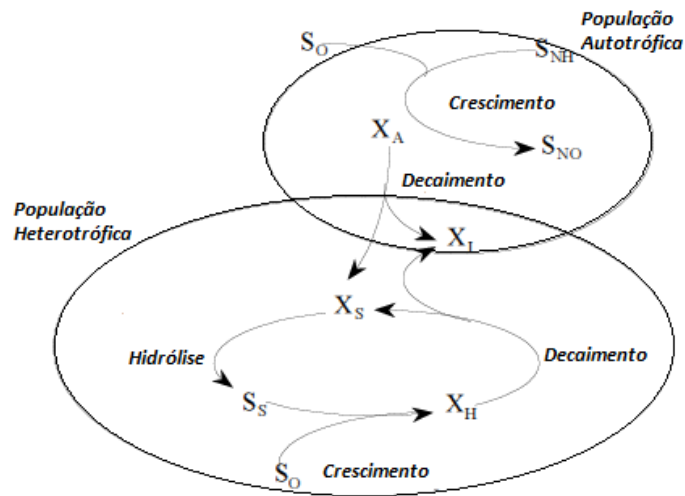 População
Autotrófica
S_O
S_NH
Crescimento
X_A
S_NO
Decaimento
População
Heterotrófica
X_I
X_S
Hidrólise
Decaimento
S_S
X_H
S_O
Crescimento